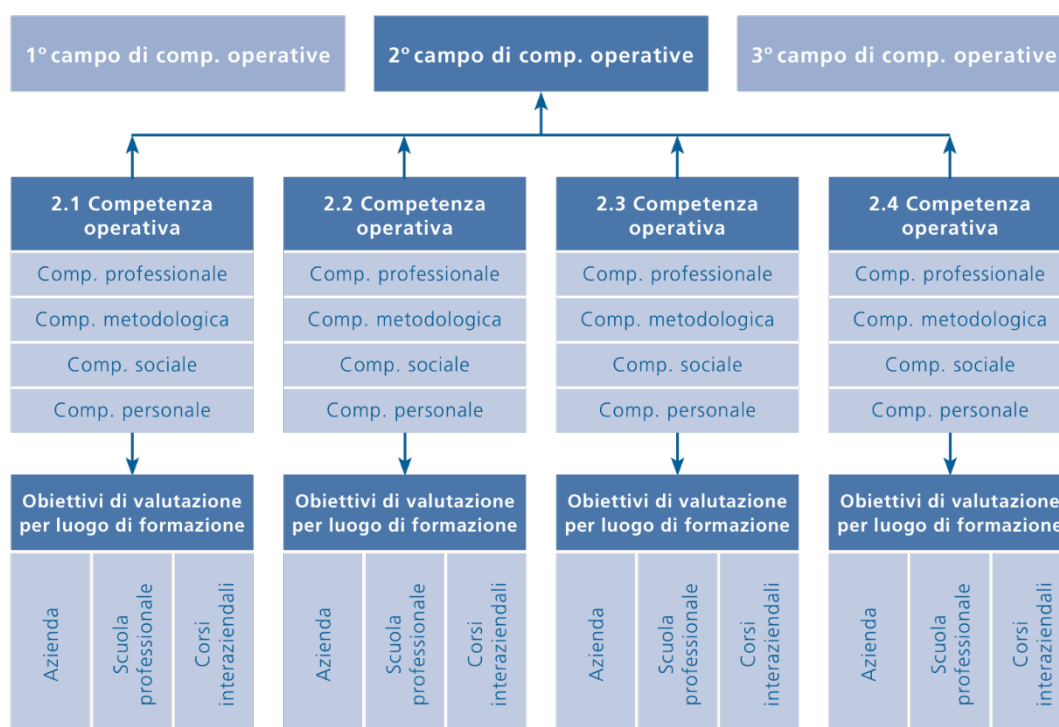 1° campo di comp. operative
2° campo di comp. operative
3° campo di comp. operative
2.1 Competenza
operativa
Comp. professionale
Comp. metodologica
Comp. sociale
Comp. personale
Obiettivi di valutazione
per luogo di formazione
Azienda
Scuola
professionale
Corsi
interaziendali
2.2 Competenza
operativa
Comp. professionale
Comp. metodologica
Comp. sociale
Comp. personale
Obiettivi di valutazione
per luogo di formazione
Azienda
Scuola
professionale
Corsi
interaziendali
2.3 Competenza
operativa
Comp. professionale
Comp. metodologica
Comp. sociale
Comp. personale
Obiettivi di valutazione
per luogo di formazione
Azienda
Scuola
professionale
Corsi
interaziendali
2.4 Competenza
operativa
Comp. professionale
Comp. metodologica
Comp. sociale
Comp. personale
Obiettivi di valutazione
per luogo di formazione
Azienda
Scuola
professionale
Corsi
interaziendali